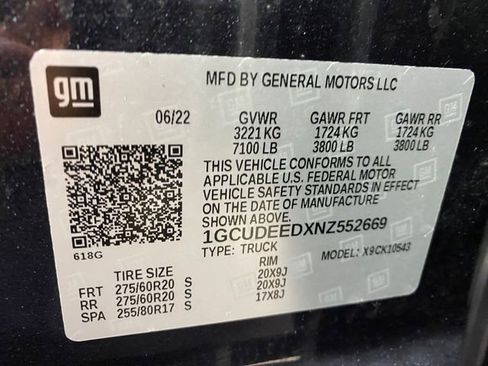 gm
MFD BY GENERAL MOTORS LLC
06/22 GVWR GAWR FRT GAWR RR
3221 KG 1724 KG 1724 KG
7100 LB 3800 LB 3800 LB
THIS VEHICLE CONFORMS TO ALL
APPLICABLE U.S. FEDERAL MOTOR
VEHICLE SAFETY STANDARDS IN EFFECT
ON THE DATE OF MANUFACTURE
SHOWN ABOVE.
1GCUDEEDXNZ552669
618G TYPE: TRUCK MODEL: X9CK10543
TIRE SIZE RIM
FRT 275/60R20 S 20X9J
RR 275/60R20 S 20X9J
SPA 255/80R17 S 17X8J